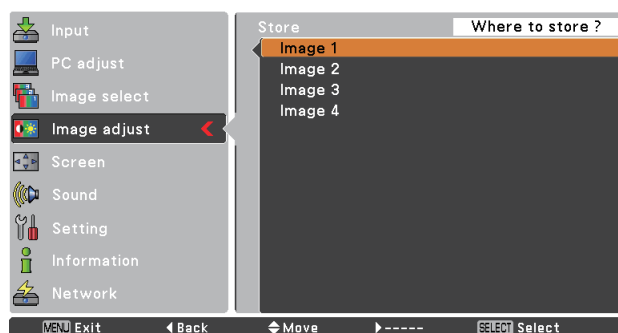 Input
PC adjust
Image select
Image adjust
Screen
Sound
Setting
Information
Network
Store
Where to store ?
Image 1
Image 2
Image 3
Image 4
MENU Exit
Back
Move
-----
SELECT Select